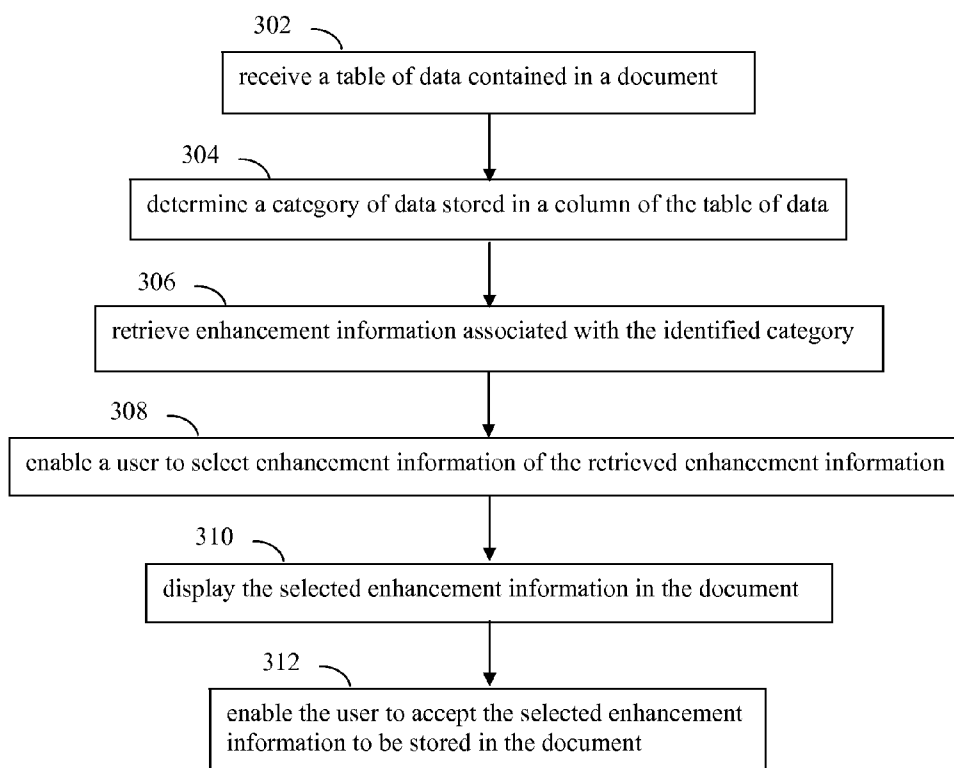 302
receive a table of data contained in a document
304
determine a category of data stored in a column of the table of data
306
retrieve enhancement information associated with the identified category
308
enable a user to select enhancement information of the retrieved enhancement information
310
display the selected enhancement information in the document
312
enable the user to accept the selected enhancement
information to be stored in the document